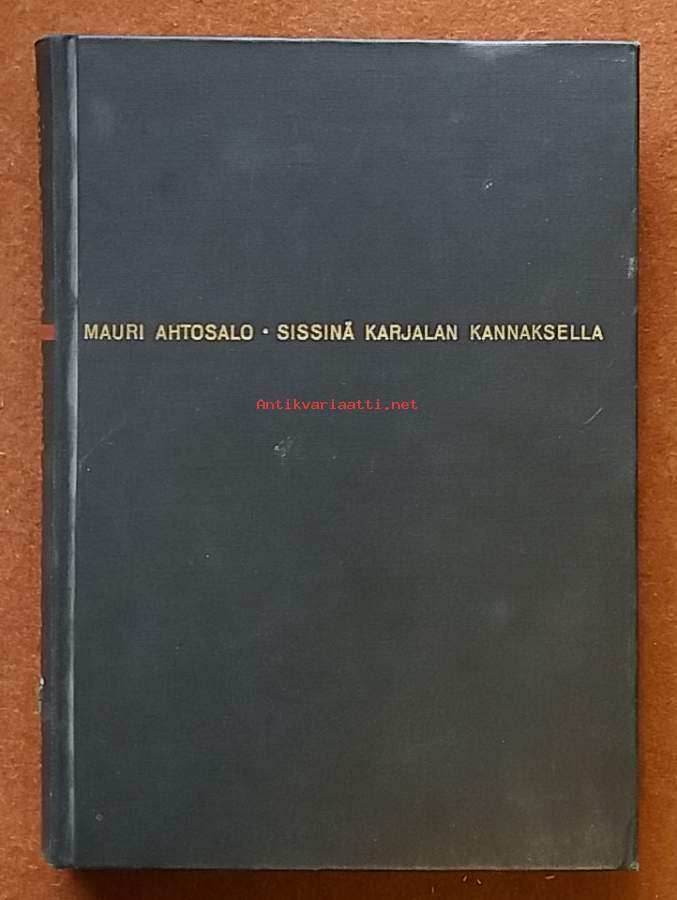 MAURI AHTOSALO · SISSINÄ KARJALAN KANNAKSELLA
Antikvariaatti.net